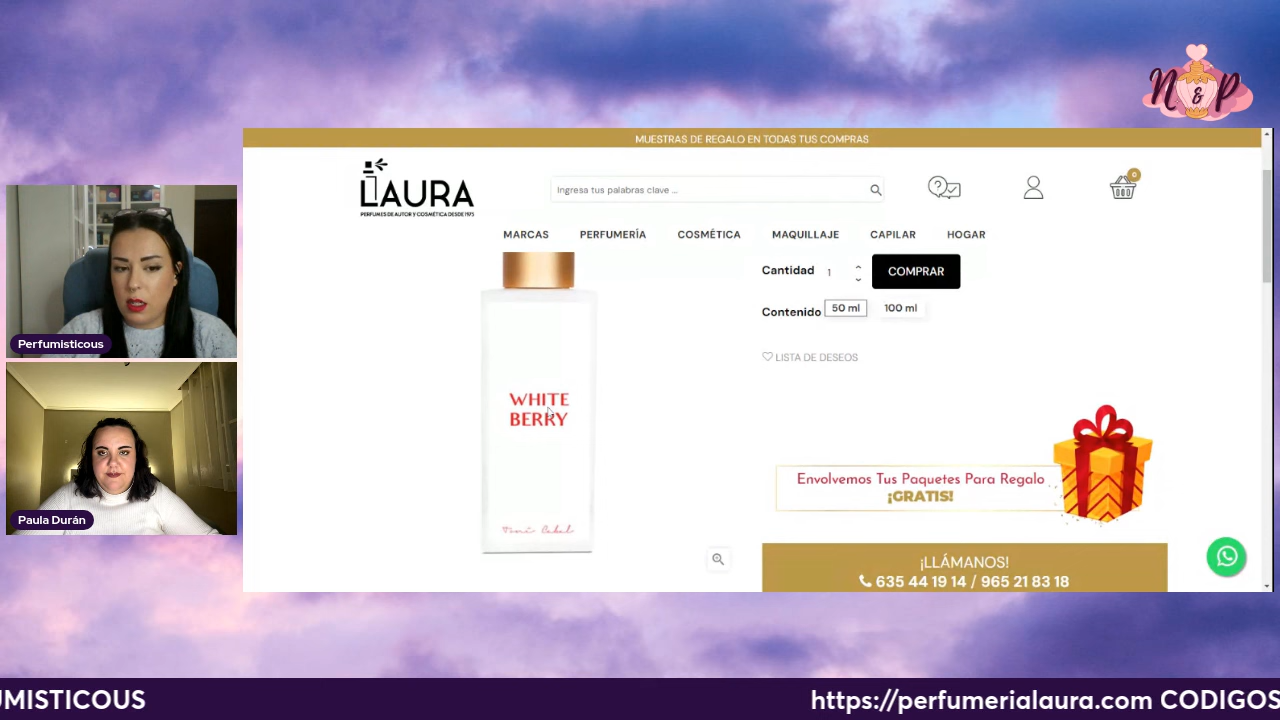 N & P
MUESTRAS DE REGALO EN TODAS TUS COMPRAS
LAURA
PERFUMES DE AUTOR Y COSMÉTICA DESDE 1975
Ingresa tus palabras clave ...
0
MARCAS PERFUMERÍA COSMÉTICA MAQUILLAJE CAPILAR HOGAR
Cantidad 1 COMPRAR
Contenido 50 ml 100 ml
LISTA DE DESEOS
WHITE
BERRY
Envolvemos Tus Paquetes Para Regalo
¡GRATIS!
¡LLÁMANOS!
635 44 19 14 / 965 21 83 18
Perfumisticous
Paula Durán
UMISTICOUS
https://perfumerialaura.com CODIGOS